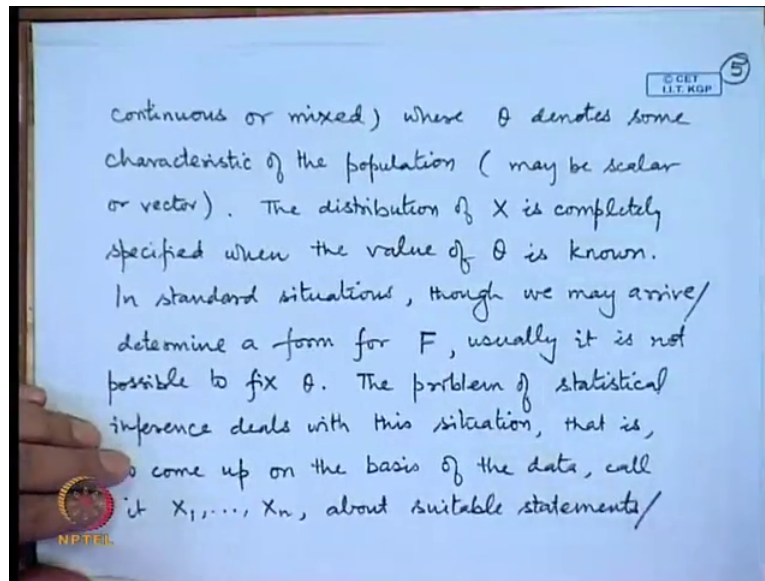 © CET
I.I.T. KGP
5
continuous or mixed) where θ denotes some
characteristic of the population ( may be scalar
or vector). The distribution of X is completely
specified when the value of θ is known.
In standard situations, though we may arrive/
determine a form for F, usually it is not
possible to fix θ. The problem of statistical
inference deals with this situation, that is,
come up on the basis of the data, call
it X₁,..., Xₙ, about suitable statements/
NPTEL